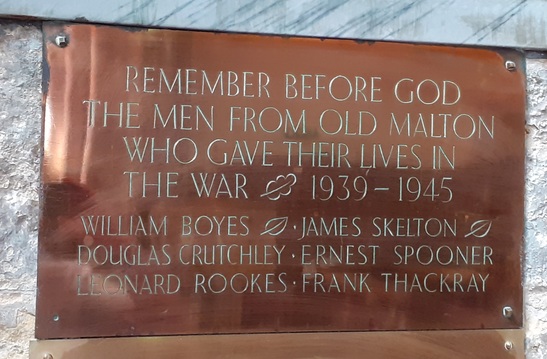 REMEMBER BEFORE GOD
THE MEN FROM OLD MALTON
WHO GAVE THEIR LIVES IN
THE WAR 1939-1945
WILLIAM BOYES · JAMES SKELTON
DOUGLAS CRUTCHLEY · ERNEST SPOONER
LEONARD ROOKES · FRANK THACKRAY